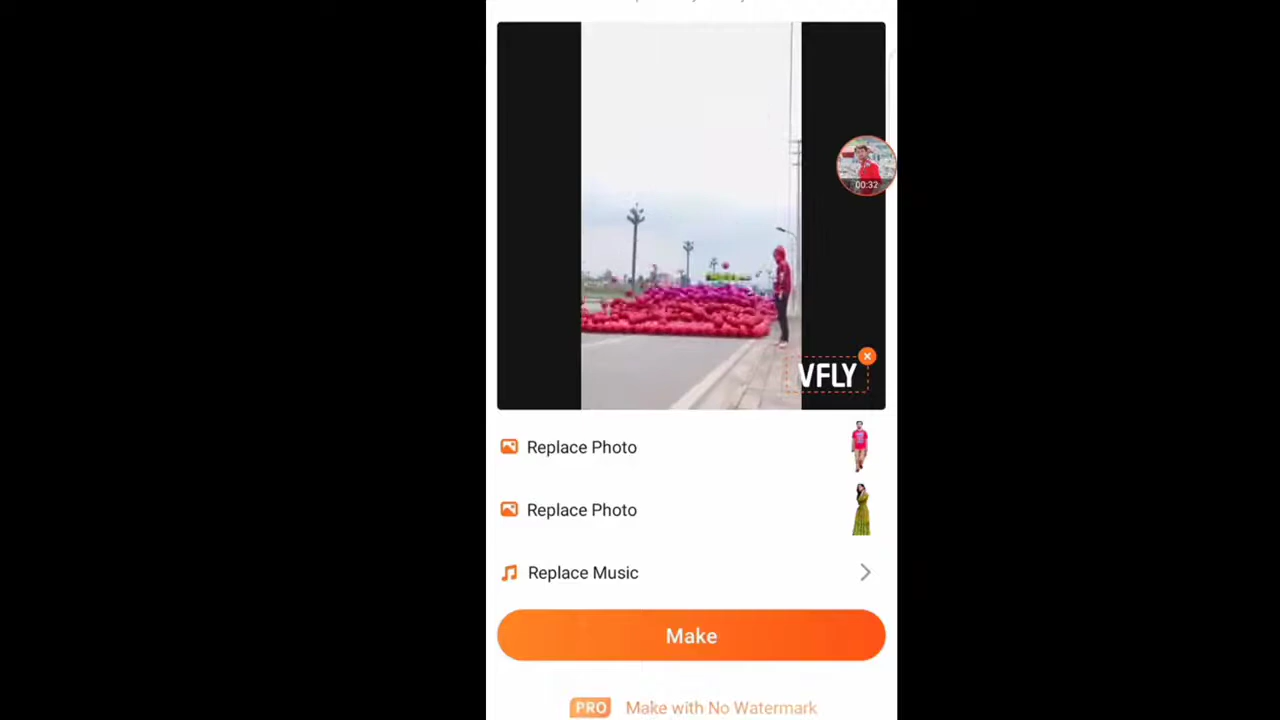 00:32
VFLY
Replace Photo
Replace Photo
Replace Music
Make
PRO Make with No Watermark